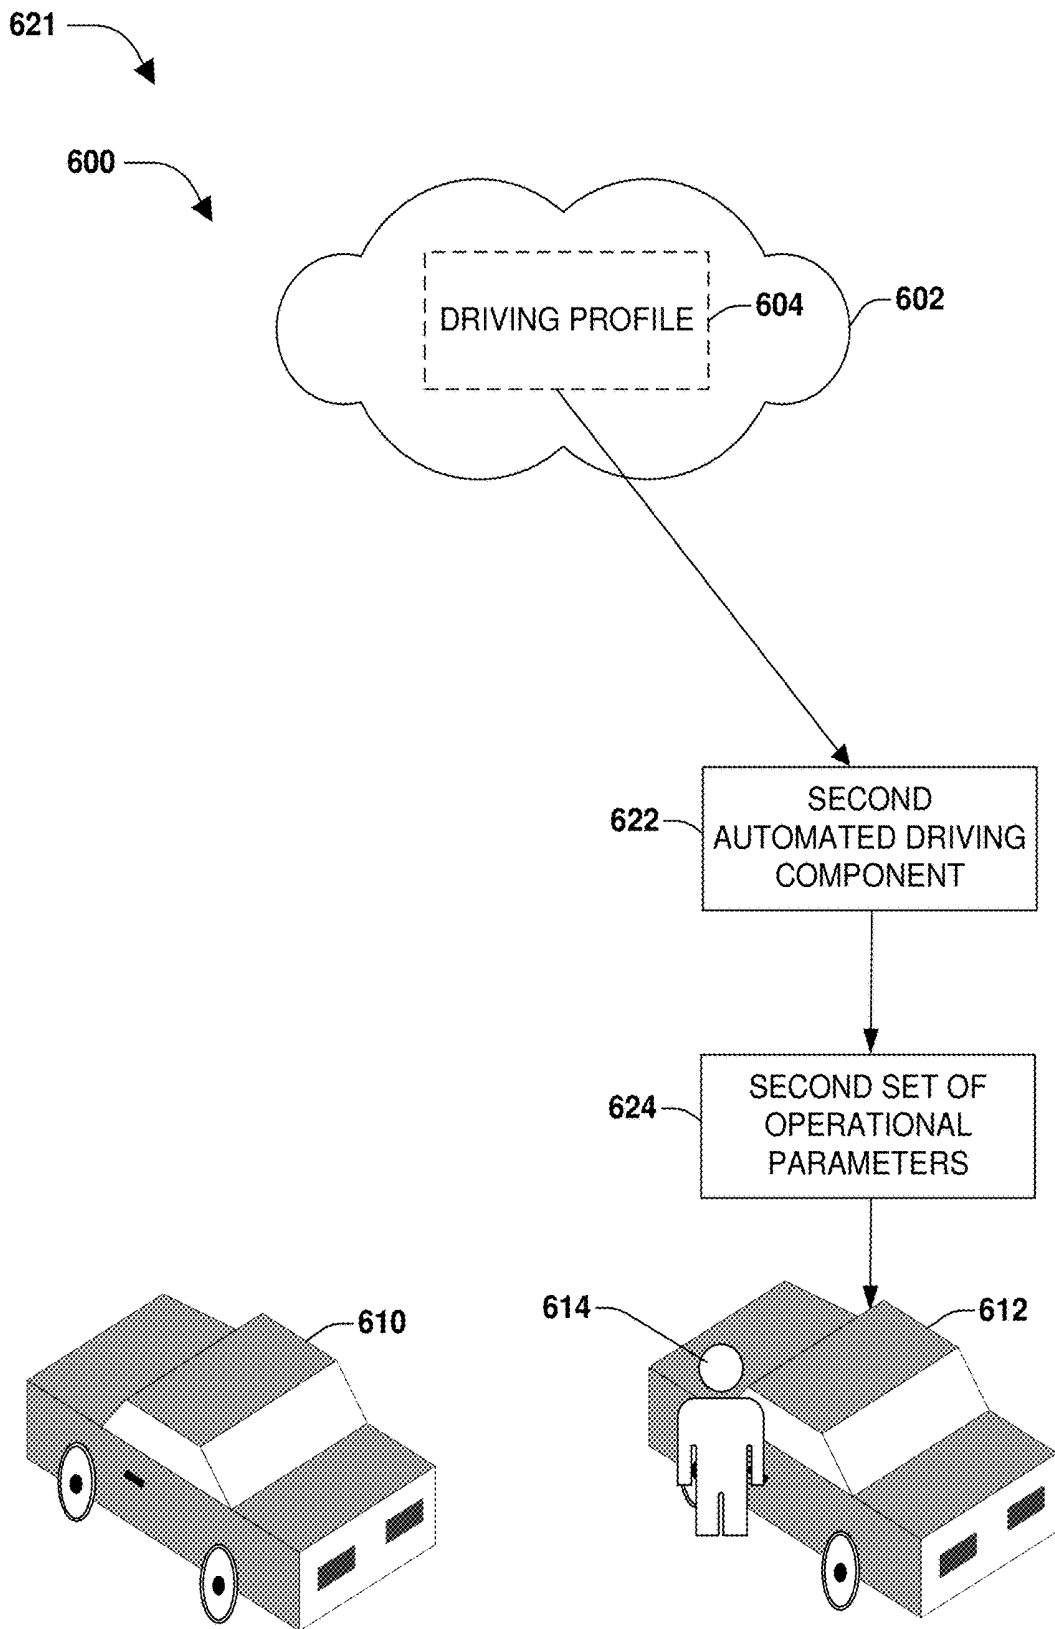 621
600
DRIVING PROFILE
604
602
622
SECOND
AUTOMATED DRIVING
COMPONENT
624
SECOND SET OF
OPERATIONAL
PARAMETERS
610
614
612